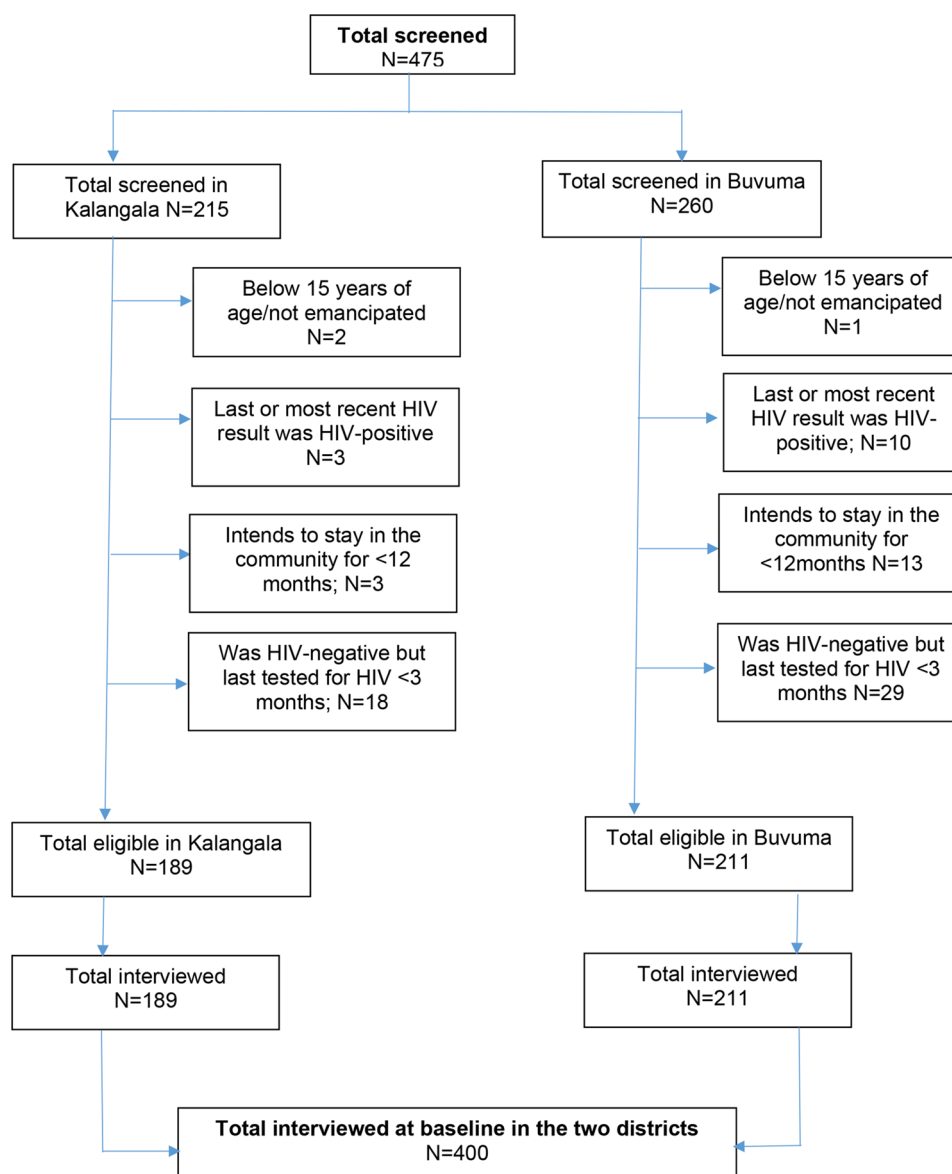 Total screened
N=475
Total screened in
Kalangala N=215
Total screened in Buvuma
N=260
Below 15 years of
age/not emancipated
N=2
Below 15 years of
age/not emancipated
N=1
Last or most recent HIV
result was HIV-positive
N=3
Last or most recent
HIV result was HIV-
positive; N=10
Intends to stay in the
community for <12
months; N=3
Intends to stay in the
community for
<12months N=13
Was HIV-negative but
last tested for HIV <3
months; N=18
Was HIV-negative but
last tested for HIV <3
months N=29
Total eligible in Kalangala
N=189
Total eligible in Buvuma
N=211
Total interviewed
N=189
Total interviewed
N=211
Total interviewed at baseline in the two districts
N=400